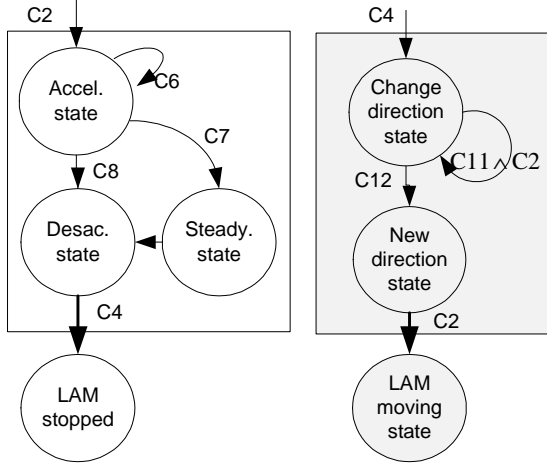 C2
Accel.
state
C6
C7
C8
Desac.
state
Steady.
state
C4
LAM
stopped
C4
Change
direction
state
C11 ∧ C2
C12
New
direction
state
C2
LAM
moving
state